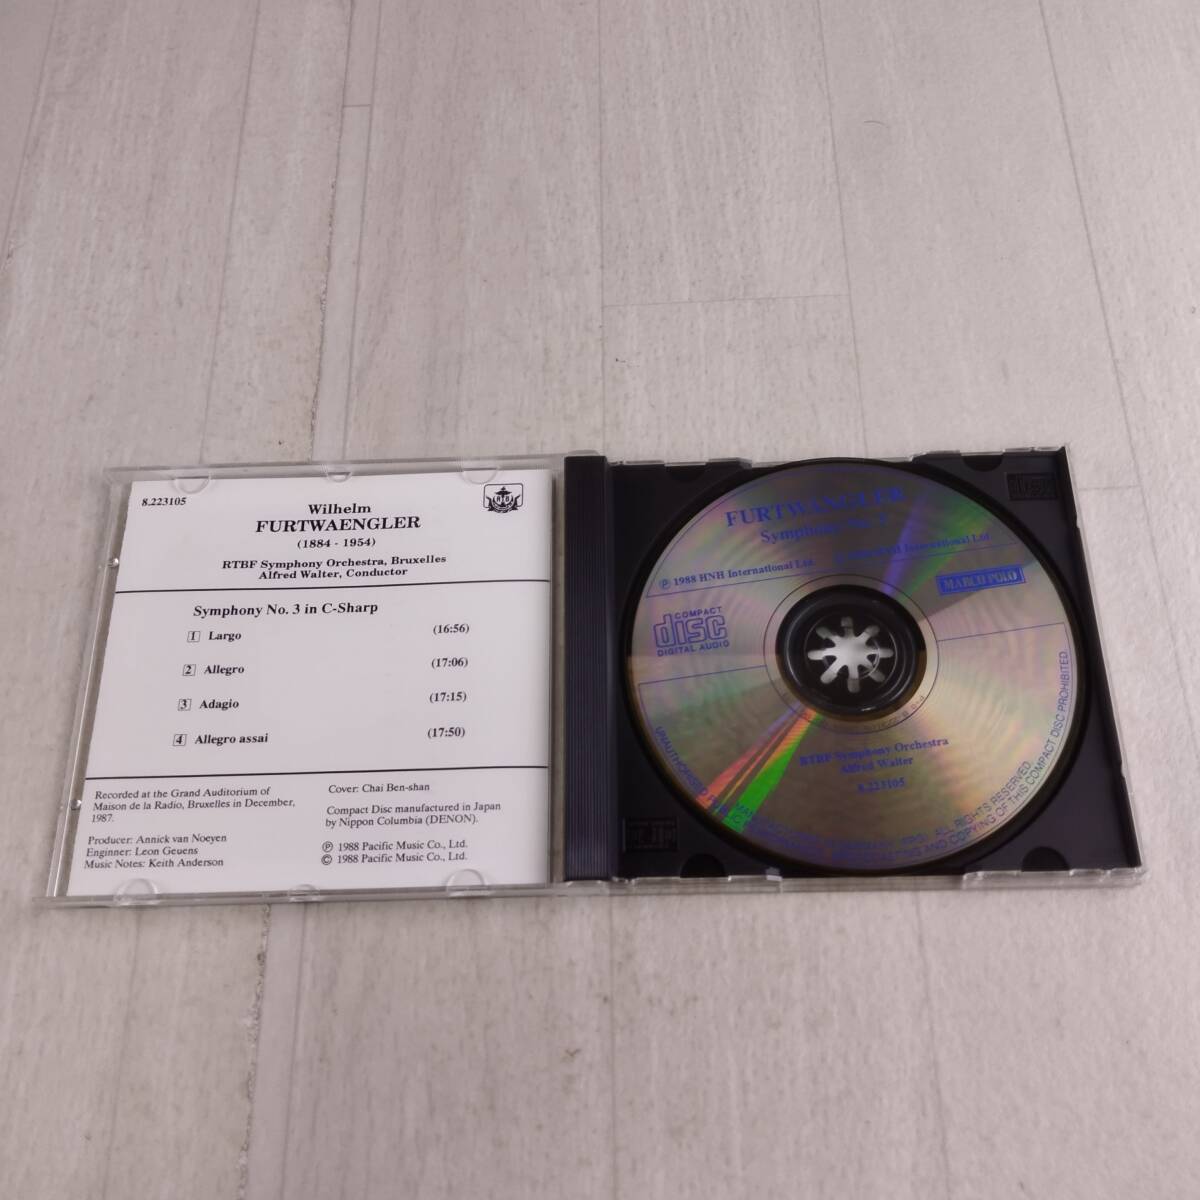 8.223105
Wilhelm
FURTWAENGLER
(1884 - 1954)
RTBF Symphony Orchestra, Bruxelles
Alfred Walter, Conductor
Symphony No. 3 in C-Sharp
1 Largo (16:56)
2 Allegro (17:06)
3 Adagio (17:15)
4 Allegro assai (17:50)
Recorded at the Grand Auditorium of
Maison de la Radio, Bruxelles in December,
1987.
Producer: Annick van Noeyen
Enginner: Leon Geuens
Music Notes: Keith Anderson
Cover: Chai Ben-shan
Compact Disc manufactured in Japan
by Nippon Columbia (DENON).
Ⓟ 1988 Pacific Music Co., Ltd.
© 1988 Pacific Music Co., Ltd.
FURTWÄNGLER
Symphony No. 3
Ⓟ 1988 HNH International Ltd.
International Ltd.
MARCO POLO
COMPACT
disc
DIGITAL AUDIO
RTBF Symphony Orchestra
Alfred Walter
8.223105
UNAUTHORISED
ALL RIGHTS RESERVED
AND COPYING OF THIS COMPACT DISC PROHIBITED